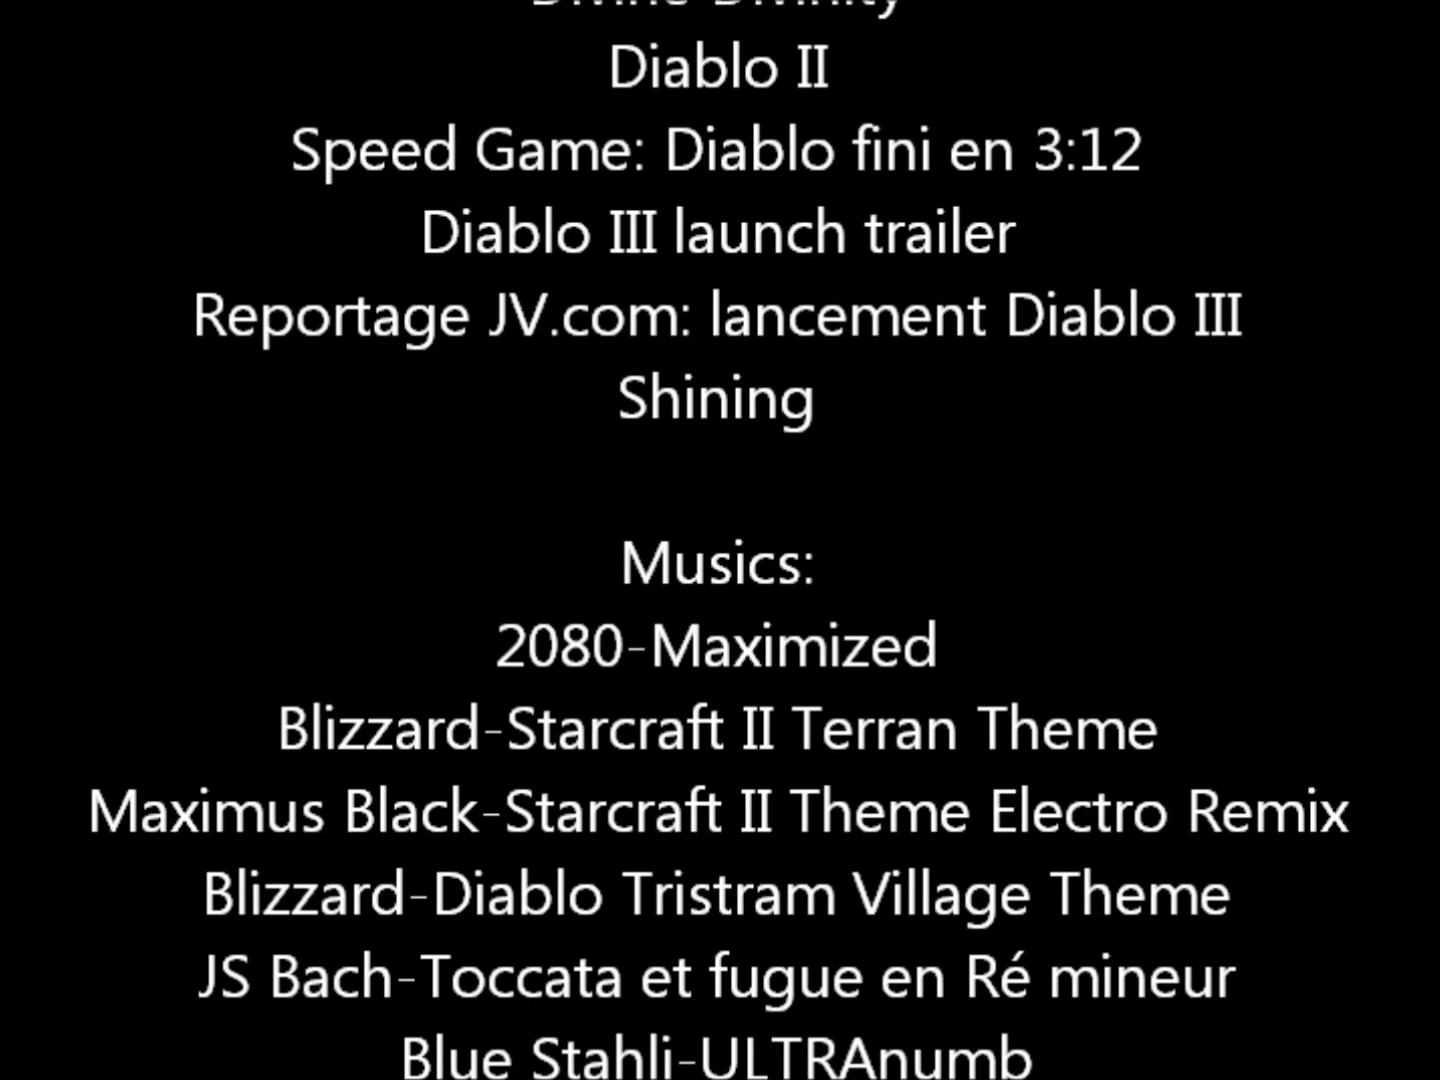 Divine Divinity
Diablo II
Speed Game: Diablo fini en 3:12
Diablo III launch trailer
Reportage JV.com: lancement Diablo III
Shining
Musics:
2080-Maximized
Blizzard-Starcraft II Terran Theme
Maximus Black-Starcraft II Theme Electro Remix
Blizzard-Diablo Tristram Village Theme
JS Bach-Toccata et fugue en Ré mineur
Blue Stahli-ULTRAnumb